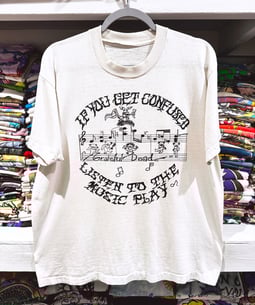 IF YOU GET CONFUSED
Grateful Dead
LISTEN TO THE
MUSIC PLAY